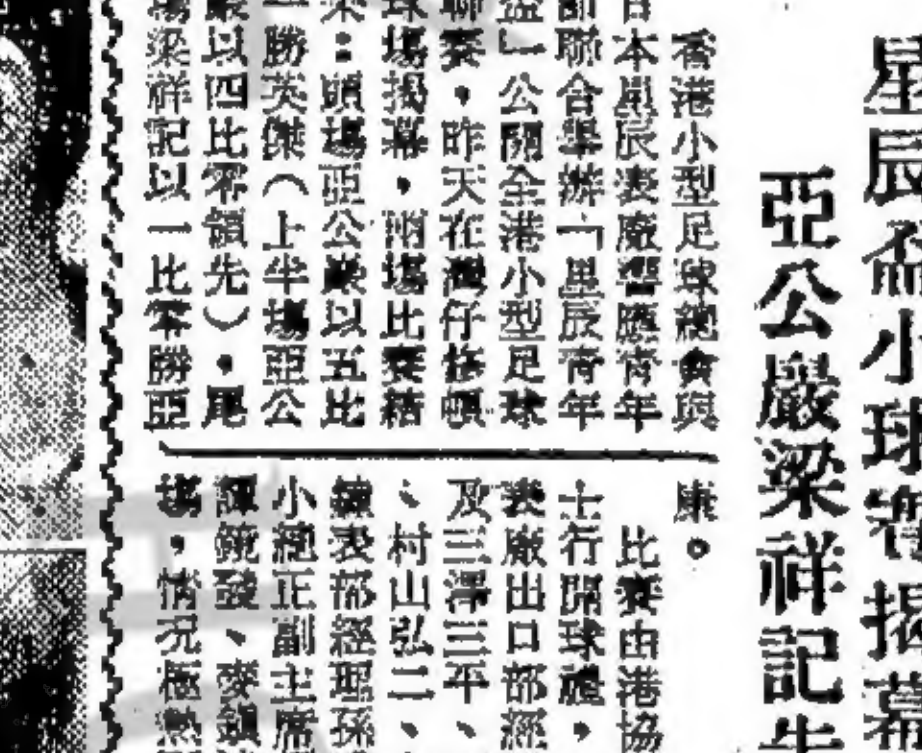 星辰盃小球賽揭幕
亞公嚴梁祥記先
香港小型足球總會與
日本星辰表廠響應青年
節聯合舉辦「星辰青年
盃」公開全港小型足球
聯賽,昨天在灣仔修頓
球場揭幕,兩場比賽結
果:頭場亞公嚴以五比
一勝英傑(上半場亞公
嚴以四比零領先)。尾
場梁祥記以一比零勝亞
康。
比賽由港協
士行開球禮,
表廠出口部經
及三澤三平、
、村山弘二、
錶表部經理孫
小總正副主席
譚銳發、麥鎮
場,情況極熱